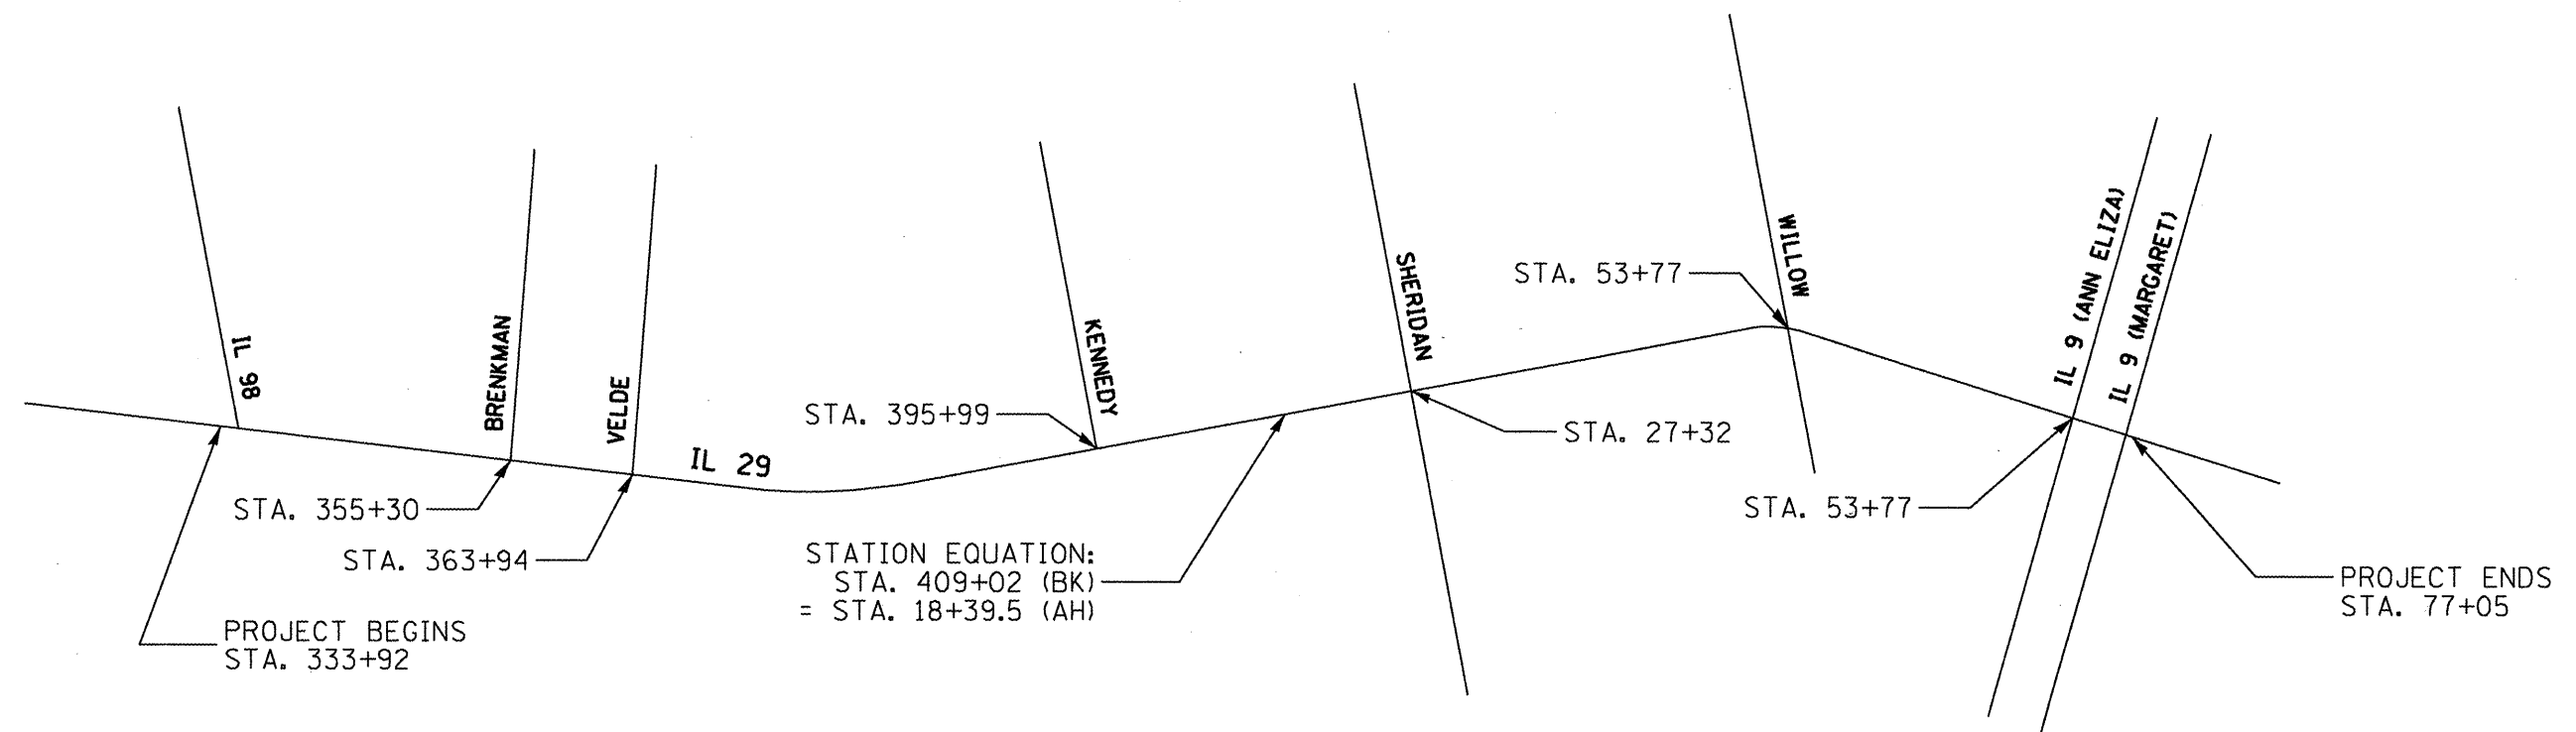 IL 98
BRENKMAN
VELDE
KENNEDY
SHERIDAN
WILLOW
IL 9 (ANN ELIZA)
IL 9 (MARGARET)
IL 29
STA. 53+77
STA. 395+99
STA. 27+32
STA. 355+30
STA. 53+77
STA. 363+94
STATION EQUATION:
STA. 409+02 (BK)
= STA. 18+39.5 (AH)
PROJECT ENDS
STA. 77+05
PROJECT BEGINS
STA. 333+92